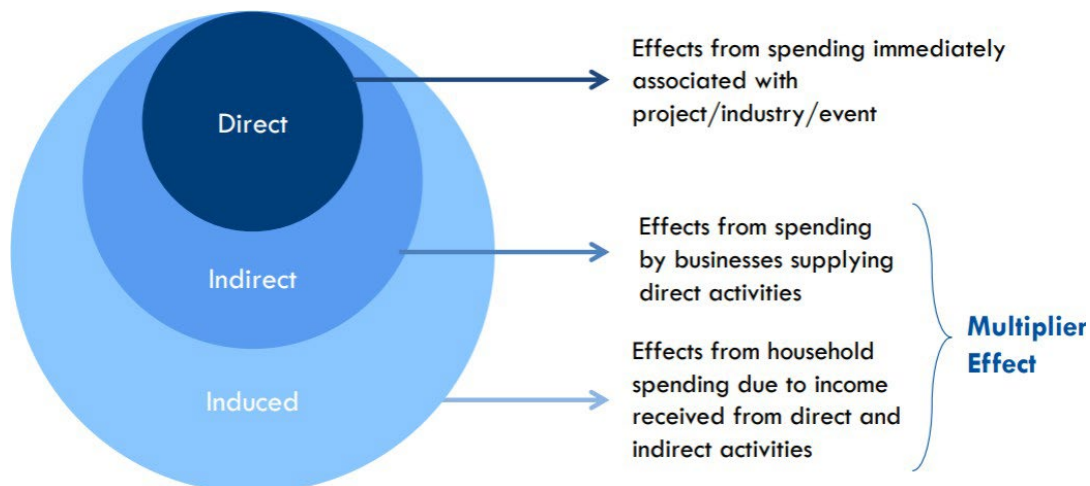 Direct
Effects from spending immediately
associated with
project/industry/event
Indirect
Effects from spending
by businesses supplying
direct activities
Induced
Effects from household
spending due to income
received from direct and
indirect activities
Multiplier
Effect